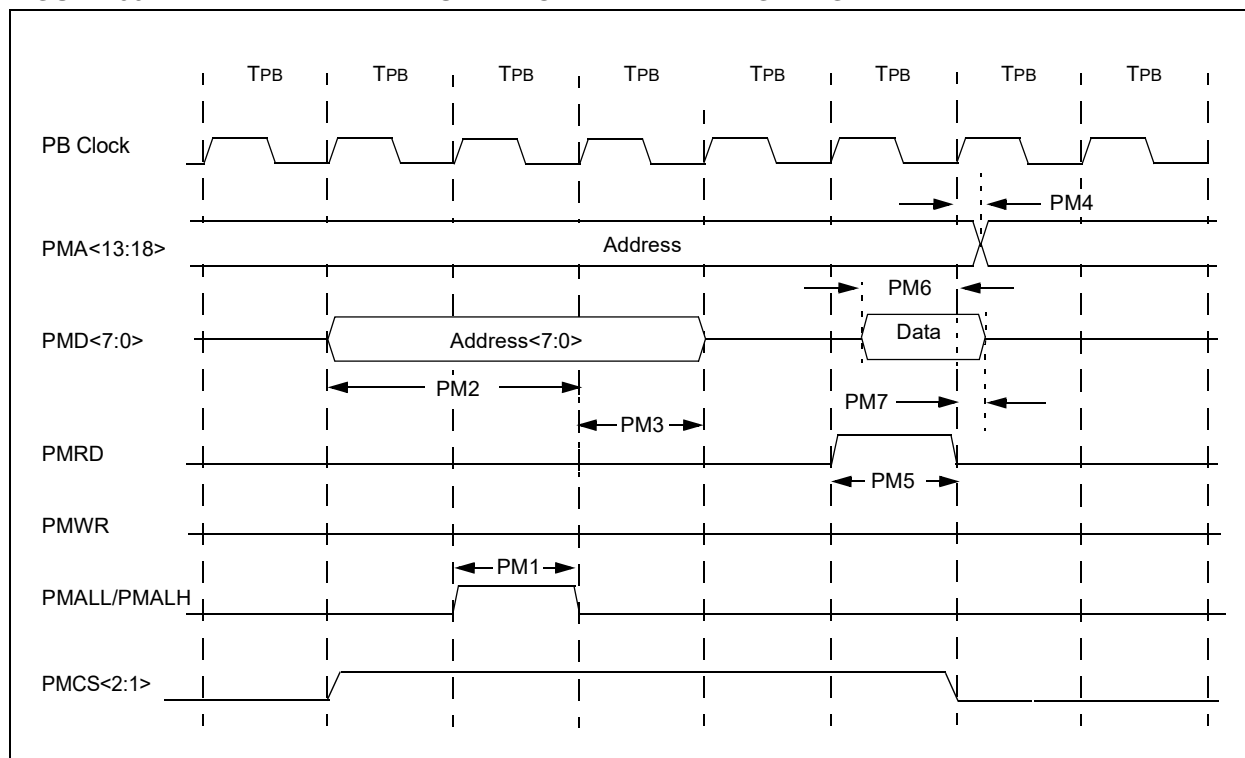 TPB TPB TPB TPB TPB TPB TPB TPB
PB Clock
PM4
PMA<13:18>
Address
PM6
PMD<7:0>
Address<7:0>
Data
PM2
PM7
PM3
PMRD
PM5
PMWR
PM1
PMALL/PMALH
PMCS<2:1>